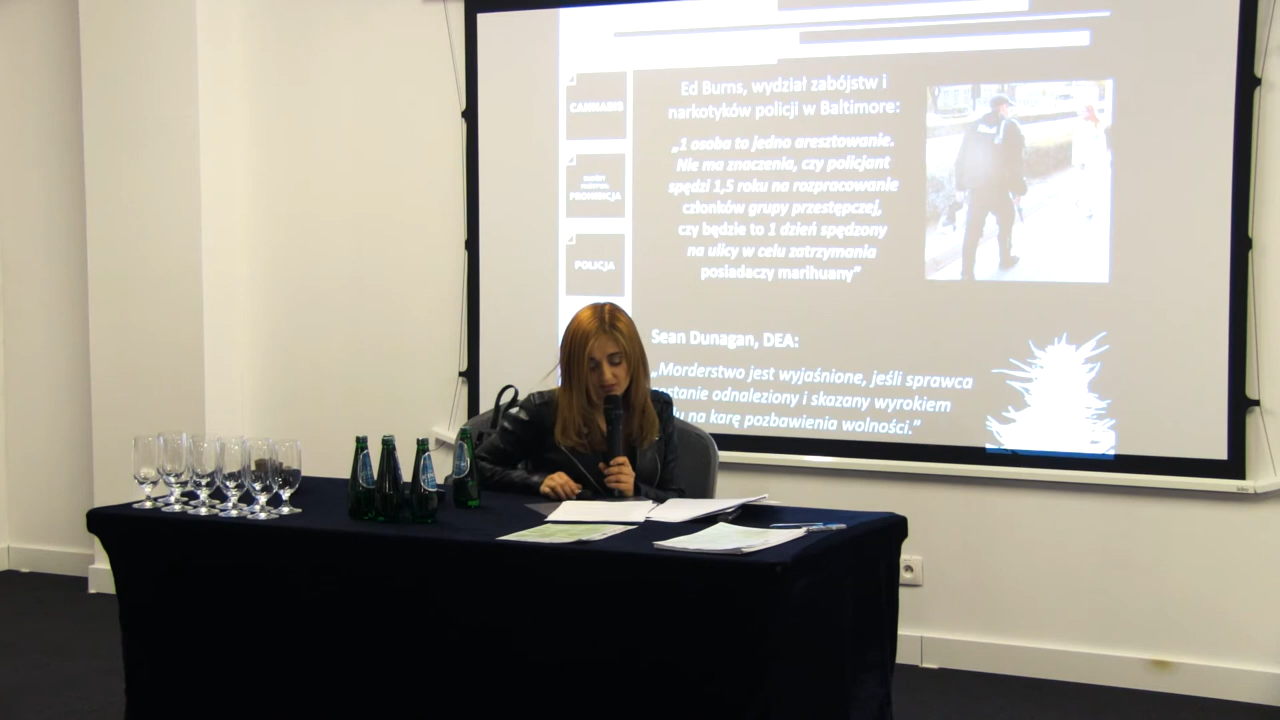 Ed Burns, wydział zabójstw i
narkotyków policji w Baltimore:
„1 osoba to jedno aresztowanie.
Nie ma znaczenia, czy policjant
spędzi 1,5 roku na rozpracowanie
członków grupy przestępczej,
czy będzie to 1 dzień spędzony
na ulicy w celu zatrzymania
posiadaczy marihuany”
CANNABIS
PROHIBICJA
POLICJA
Sean Dunagan, DEA:
„Morderstwo jest wyjaśnione, jeśli sprawca
odnaleziony i skazany wyrokiem
na karę pozbawienia wolności.”